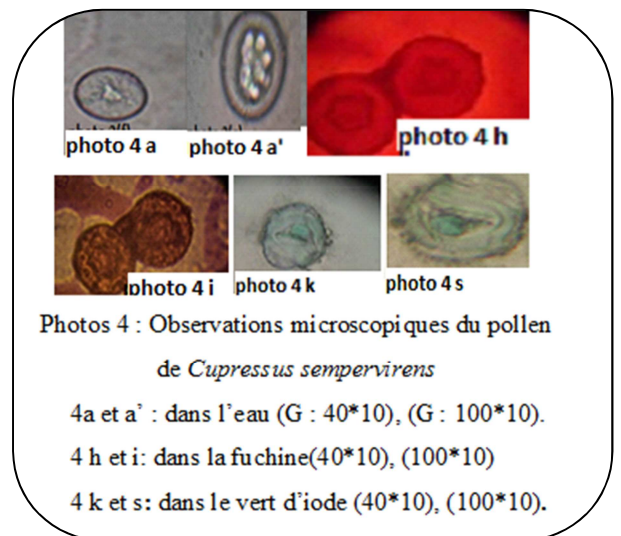 photo 4 a
photo 4 a'
photo 4 h
photo 4 i
photo 4 k
photo 4 s
Photos 4 : Observations microscopiques du pollen
de Cupressus sempervirens
4a et a' : dans l'eau (G : 40*10), (G : 100*10).
4 h et i: dans la fuchine(40*10), (100*10)
4 k et s: dans le vert d'iode (40*10), (100*10).